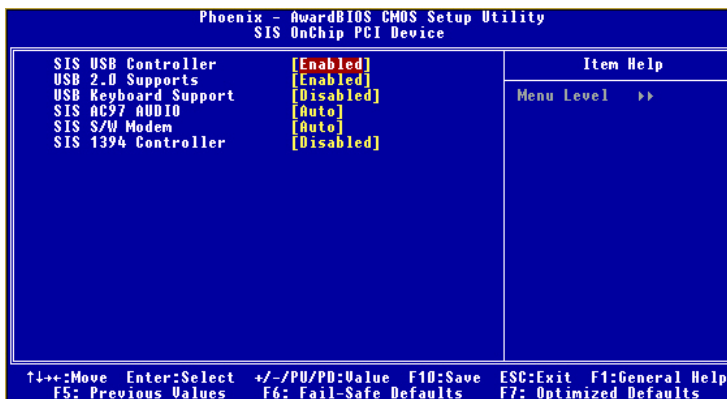 Phoenix - AwardBIOS CMOS Setup Utility
SIS OnChip PCI Device
SIS USB Controller [Enabled]
USB 2.0 Supports [Enabled]
USB Keyboard Support [Disabled]
SIS AC97 AUDIO [Auto]
SIS S/W Modem [Auto]
SIS 1394 Controller [Disabled]
Item Help
Menu Level ▸▸
↑↓→←:Move Enter:Select +/-/PU/PD:Value F10:Save ESC:Exit F1:General Help
F5: Previous Values F6: Fail-Safe Defaults F7: Optimized Defaults